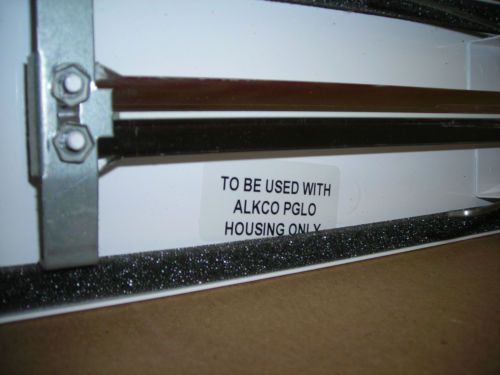 TO BE USED WITH
ALKCO PGLO
HOUSING ONLY